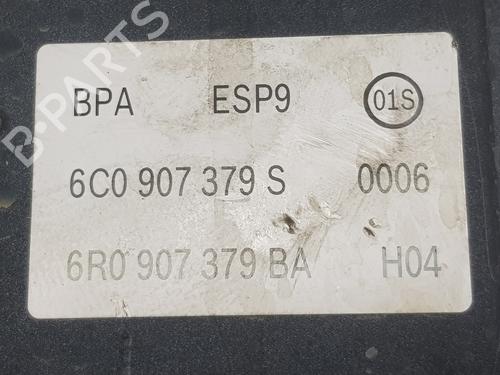 BPA ESP9 01S
6C0 907 379 S 0006
6R0 907 379 BA H04
B-PARTS